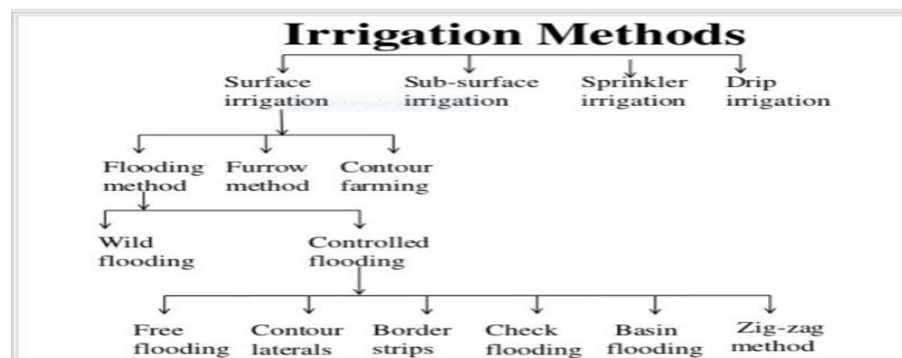 Irrigation Methods
Surface irrigation
Sub-surface irrigation
Sprinkler irrigation
Drip irrigation
Flooding method
Furrow method
Contour farming
Wild flooding
Controlled flooding
Free flooding
Contour laterals
Border strips
Check flooding
Basin flooding
Zig-zag method